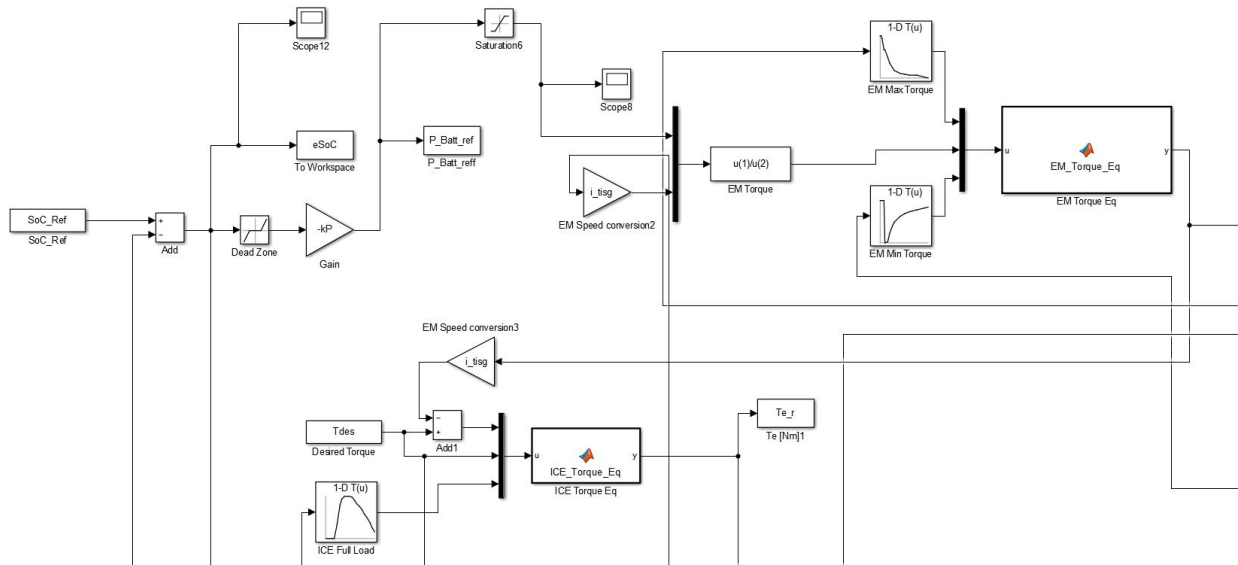 1-D T(u)
Scope12
Saturation6
EM Max Torque
Scope8
eSoC
To Workspace
P_Batt_ref
P_Batt_reff
u(1)/u(2)
EM Torque
u
EM_Torque_Eq
y
EM Torque Eq
i_tisg
EM Speed conversion2
1-D T(u)
EM Min Torque
SoC_Ref
SoC_Ref
+
−
Add
Dead Zone
-kP
Gain
EM Speed conversion3
i_tisg
Te_r
Te [Nm]1
Tdes
Desired Torque
−
+
Add1
u
ICE_Torque_Eq
y
ICE Torque Eq
1-D T(u)
ICE Full Load